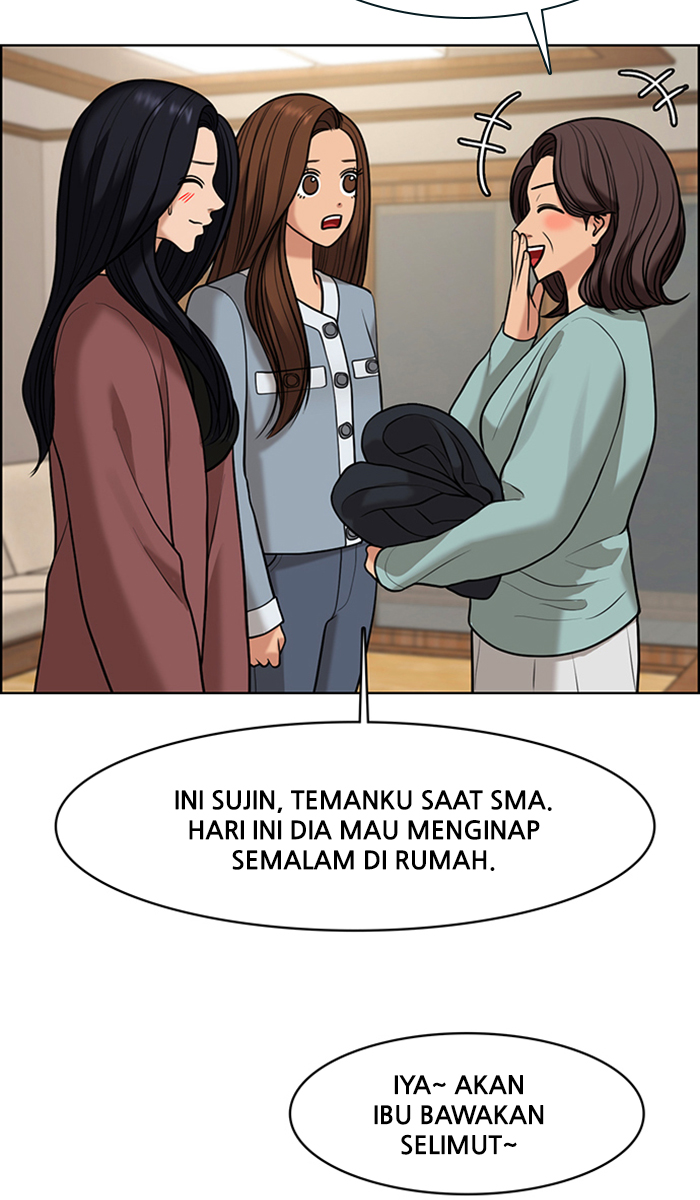 INI SUJIN, TEMANKU SAAT SMA.
HARI INI DIA MAU MENGINAP
SEMALAM DI RUMAH.
IYA~ AKAN
IBU BAWAKAN
SELIMUT~